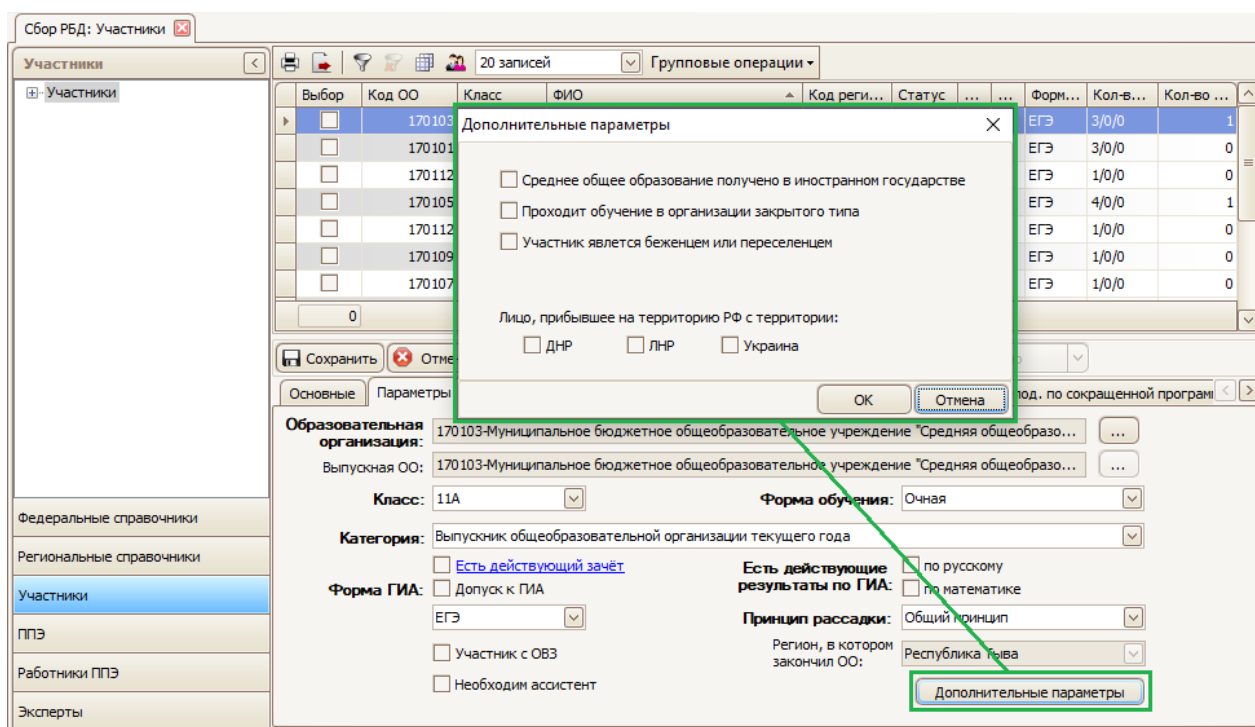 Сбор РБД: Участники
Участники
20 записей
Групповые операции
Участники
Выбор Код ОО Класс ФИО Код реги... Статус ... ... Форм... Кол-в... Кол-во ...
170103 ЕГЭ 3/0/0 1
170101 ЕГЭ 3/0/0 0
170112 ЕГЭ 1/0/0 0
170105 ЕГЭ 4/0/0 1
170112 ЕГЭ 1/0/0 0
170109 ЕГЭ 1/0/0 0
170107 ЕГЭ 1/0/0 0
0
Дополнительные параметры
Среднее общее образование получено в иностранном государстве
Проходит обучение в организации закрытого типа
Участник явлется беженцем или переселенцем
Лицо, прибывшее на территорию РФ с территории:
ДНР ЛНР Украина
ОК Отмена
Сохранить
Основные Параметры од. по сокращенной програм
Образовательная организация: 170103-Муниципальное бюджетное общеобразовательное учреждение "Средняя общеобразо... ...
Выпускная ОО: 170103-Муниципальное бюджетное общеобразовательное учреждение "Средняя общеобразо... ...
Класс: 11А Форма обучения: Очная
Категория: Выпускник общеобразовательной организации текущего года
Есть действующий зачёт
Форма ГИА: Допуск к ГИА
ЕГЭ
Есть действующие результаты по ГИА:
по русскому
по математике
Принцип рассадки: Общий принцип
Участник с ОВЗ
Регион, в котором закончил ОО: Республика Тыва
Необходим ассистент
Дополнительные параметры
Федеральные справочники
Региональные справочники
Участники
ППЭ
Работники ППЭ
Эксперты